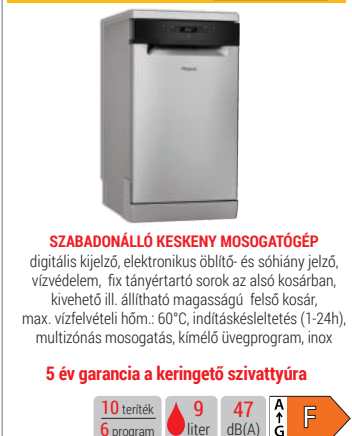 SZABADONÁLLÓ KESKENY MOSOGATÓGÉP
digitális kijelző, elektronikus öblítő- és sóhiány jelző,
vízvédelem, fix tányértartó sorok az alsó kosárban,
kivehető ill. állítható magasságú felső kosár,
max. vízfelvételi hőm.: 60°C, indításkésleltetés (1-24h),
multizónás mosogatás, kímélő üvegprogram, inox
5 év garancia a keringető szivattyúra
10 teríték
6 program
9
liter
47
dB(A)
A
G
F